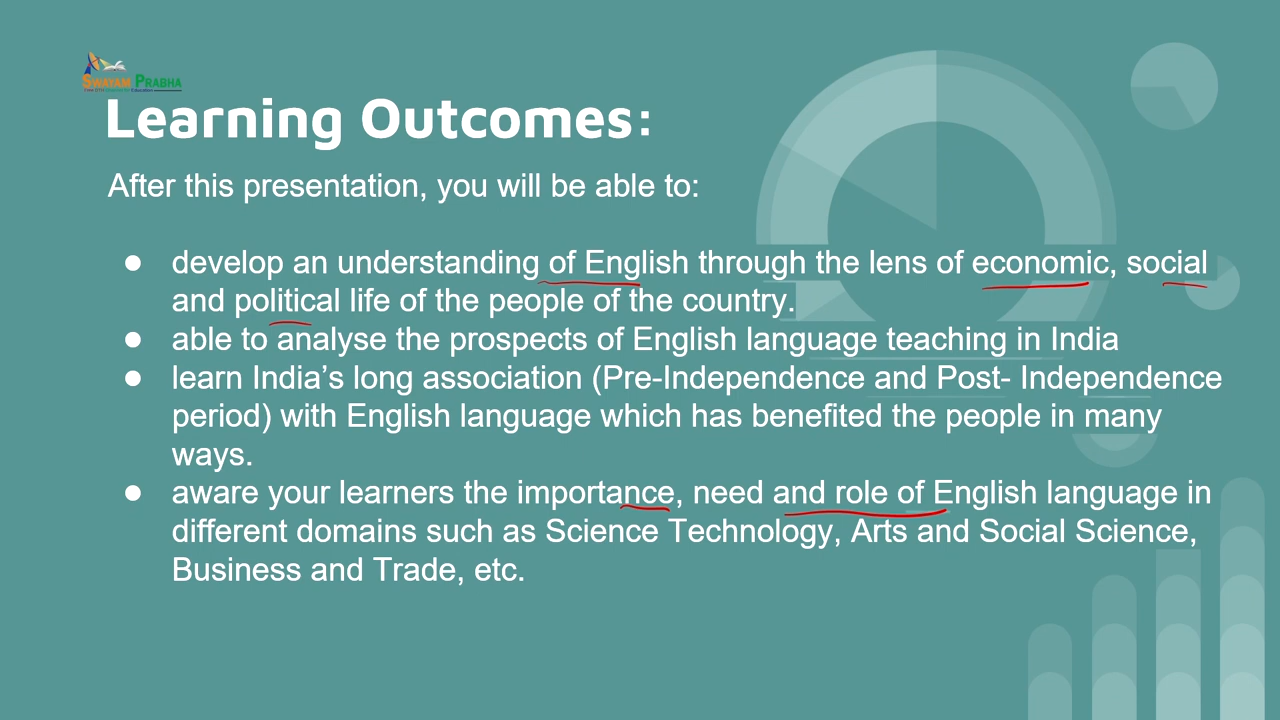 SWAYAM PRABHA
Learning Outcomes:
After this presentation, you will be able to:
● develop an understanding of English through the lens of economic, social
and political life of the people of the country.
● able to analyse the prospects of English language teaching in India
● learn India’s long association (Pre-Independence and Post- Independence
period) with English language which has benefited the people in many
ways.
● aware your learners the importance, need and role of English language in
different domains such as Science Technology, Arts and Social Science,
Business and Trade, etc.